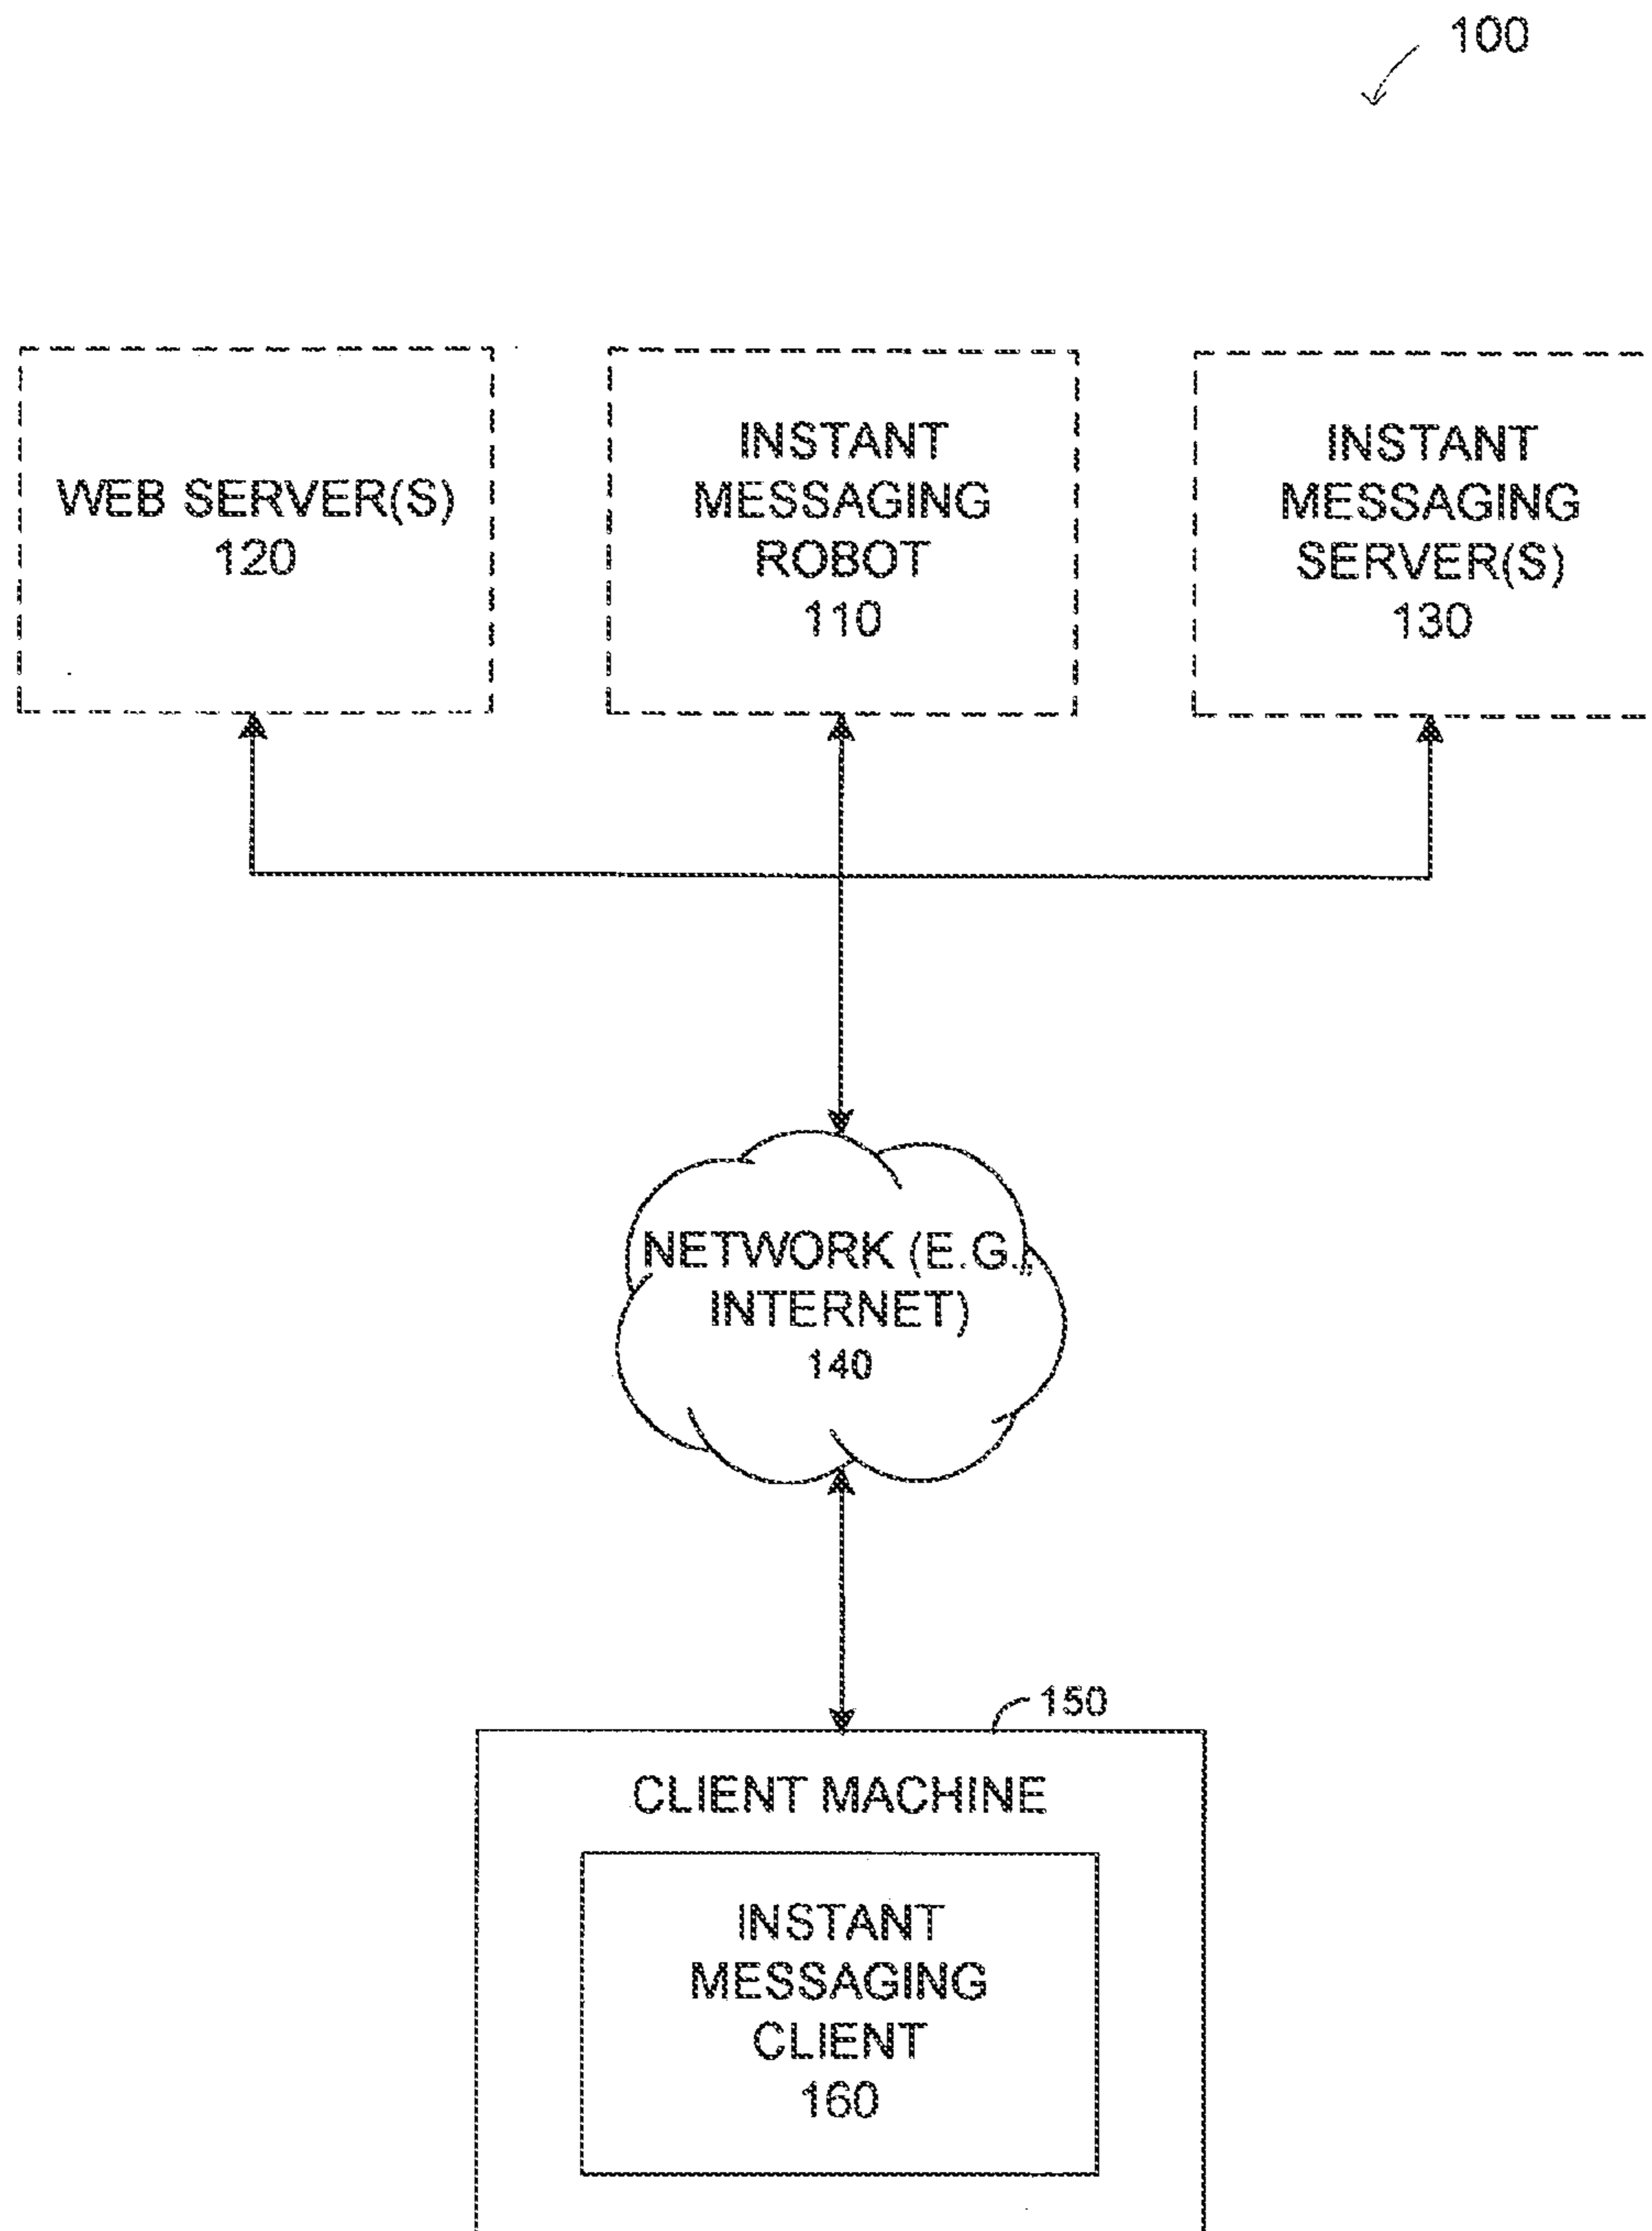 100
WEB SERVER(S)
120
INSTANT
MESSAGING
ROBOT
110
INSTANT
MESSAGING
SERVER(S)
130
NETWORK (E.G.,
INTERNET)
140
150
CLIENT MACHINE
INSTANT
MESSAGING
CLIENT
160